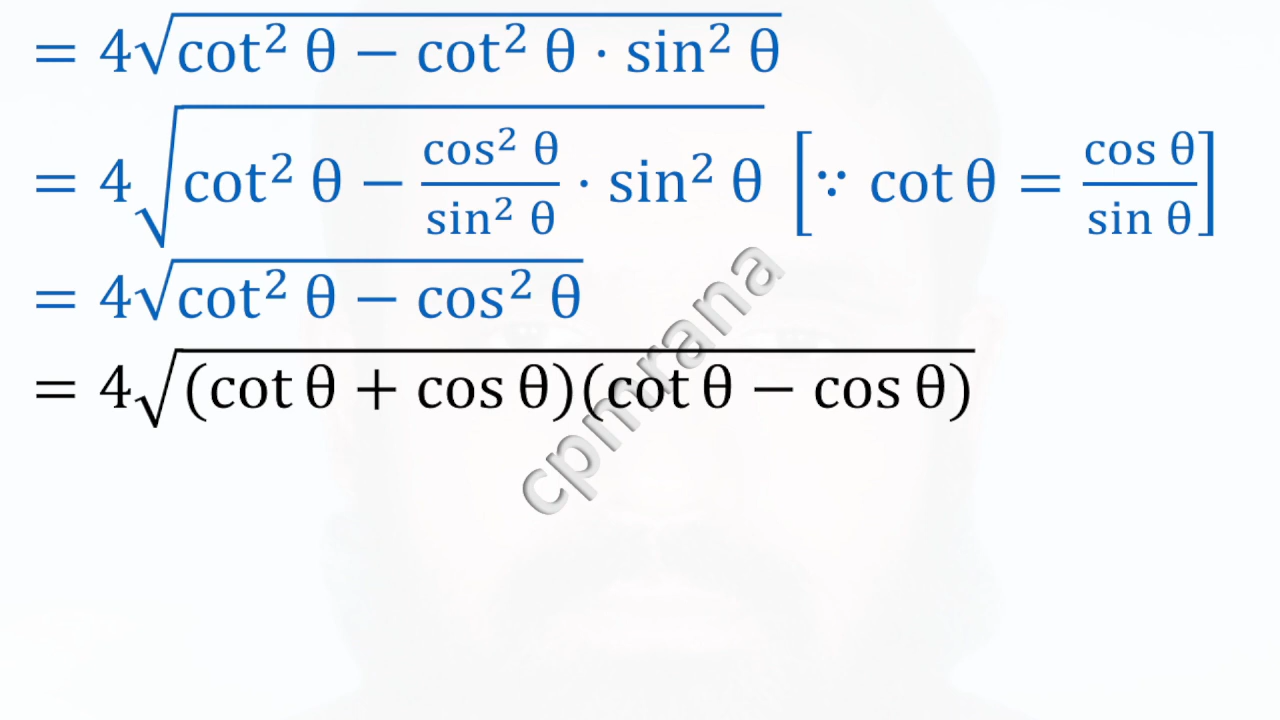 = 4√(cot² θ − cot² θ · sin² θ)
= 4√(cot² θ − cos² θ / sin² θ · sin² θ) [∵ cot θ = cos θ / sin θ]
= 4√(cot² θ − cos² θ)
= 4√((cot θ + cos θ)(cot θ − cos θ))
cpmrana